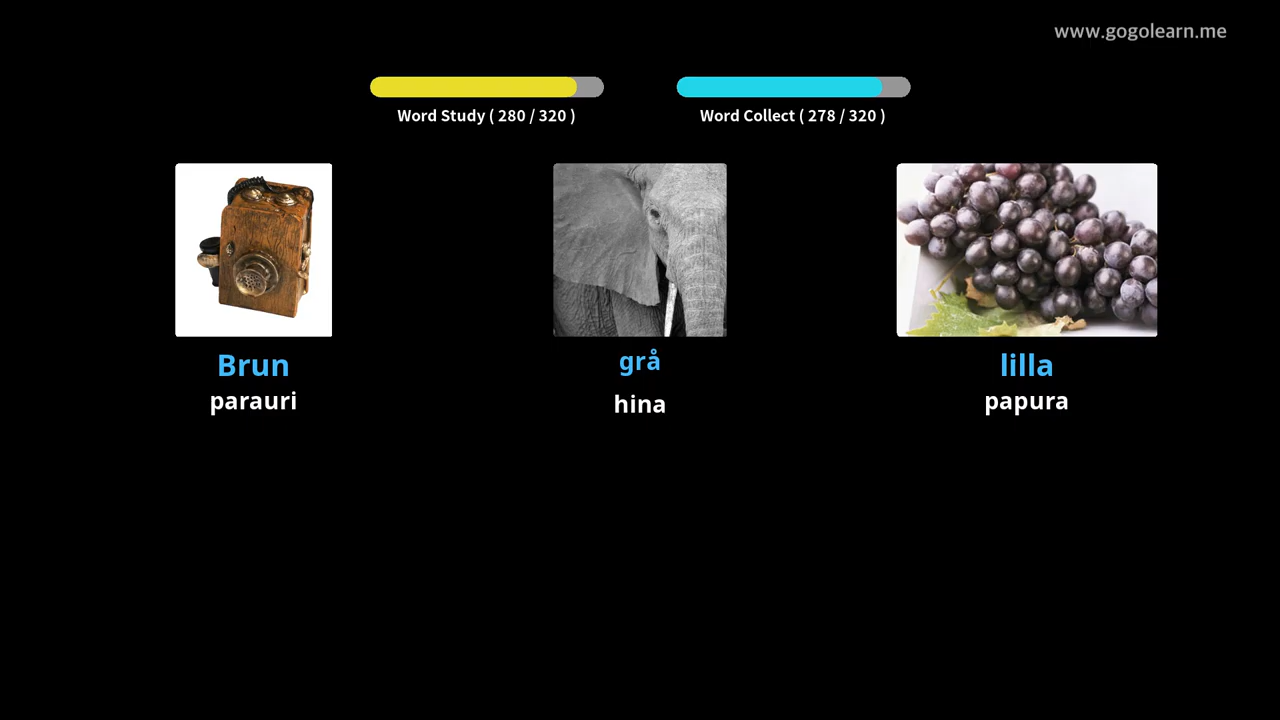 www.gogolearn.me
Word Study ( 280 / 320 )
Word Collect ( 278 / 320 )
Brun
parauri
grå
hina
lilla
papura